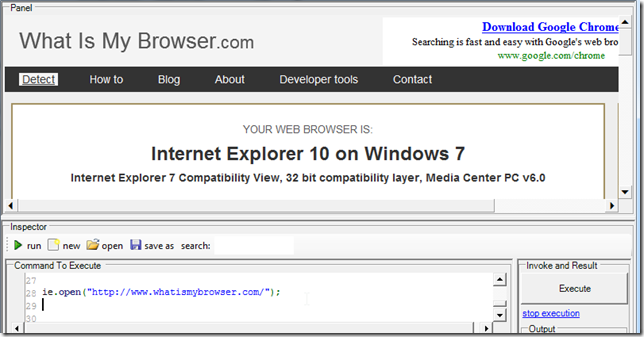 Panel
What Is My Browser.com
Download Google Chrome
Searching is fast and easy with Google's web bro
www.google.com/chrome
Detect How to Blog About Developer tools Contact
YOUR WEB BROWSER IS:
Internet Explorer 10 on Windows 7
Internet Explorer 7 Compatibility View, 32 bit compatibility layer, Media Center PC v6.0
Inspector
run new open save as search:
Command To Execute
Invoke and Result
27
28 ie.open("http://www.whatismybrowser.com/");
29
30
Execute
stop execution
Output